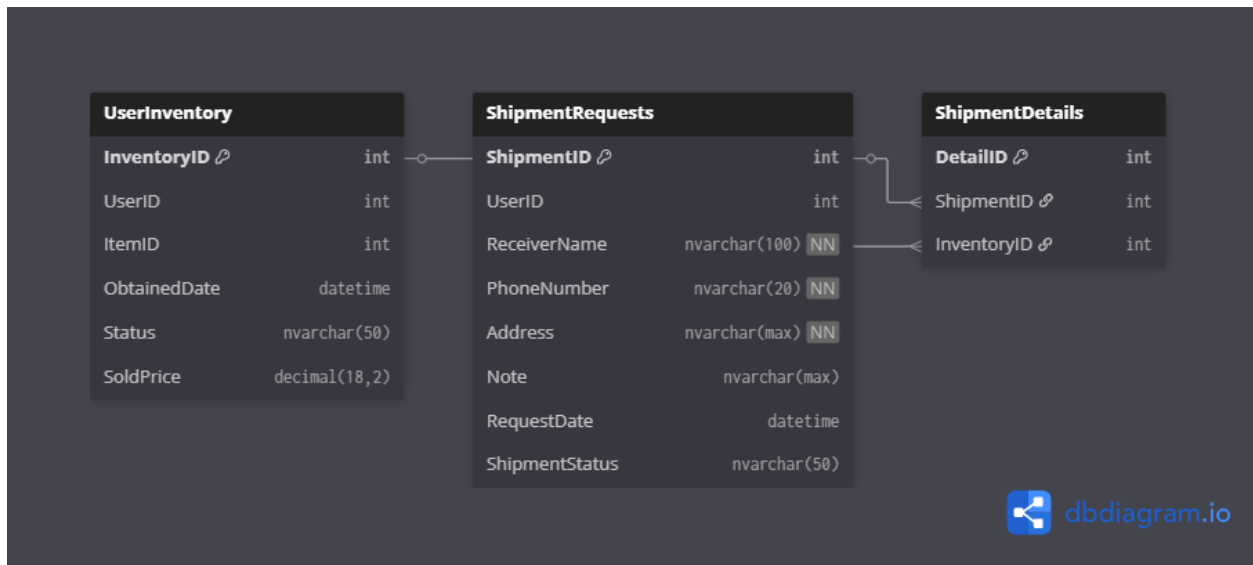 UserInventory
InventoryID int
UserID int
ItemID int
ObtainedDate datetime
Status nvarchar(50)
SoldPrice decimal(18,2)
ShipmentRequests
ShipmentID int
UserID int
ReceiverName nvarchar(100) NN
PhoneNumber nvarchar(20) NN
Address nvarchar(max) NN
Note nvarchar(max)
RequestDate datetime
ShipmentStatus nvarchar(50)
ShipmentDetails
DetailID int
ShipmentID int
InventoryID int
dbdiagram.io